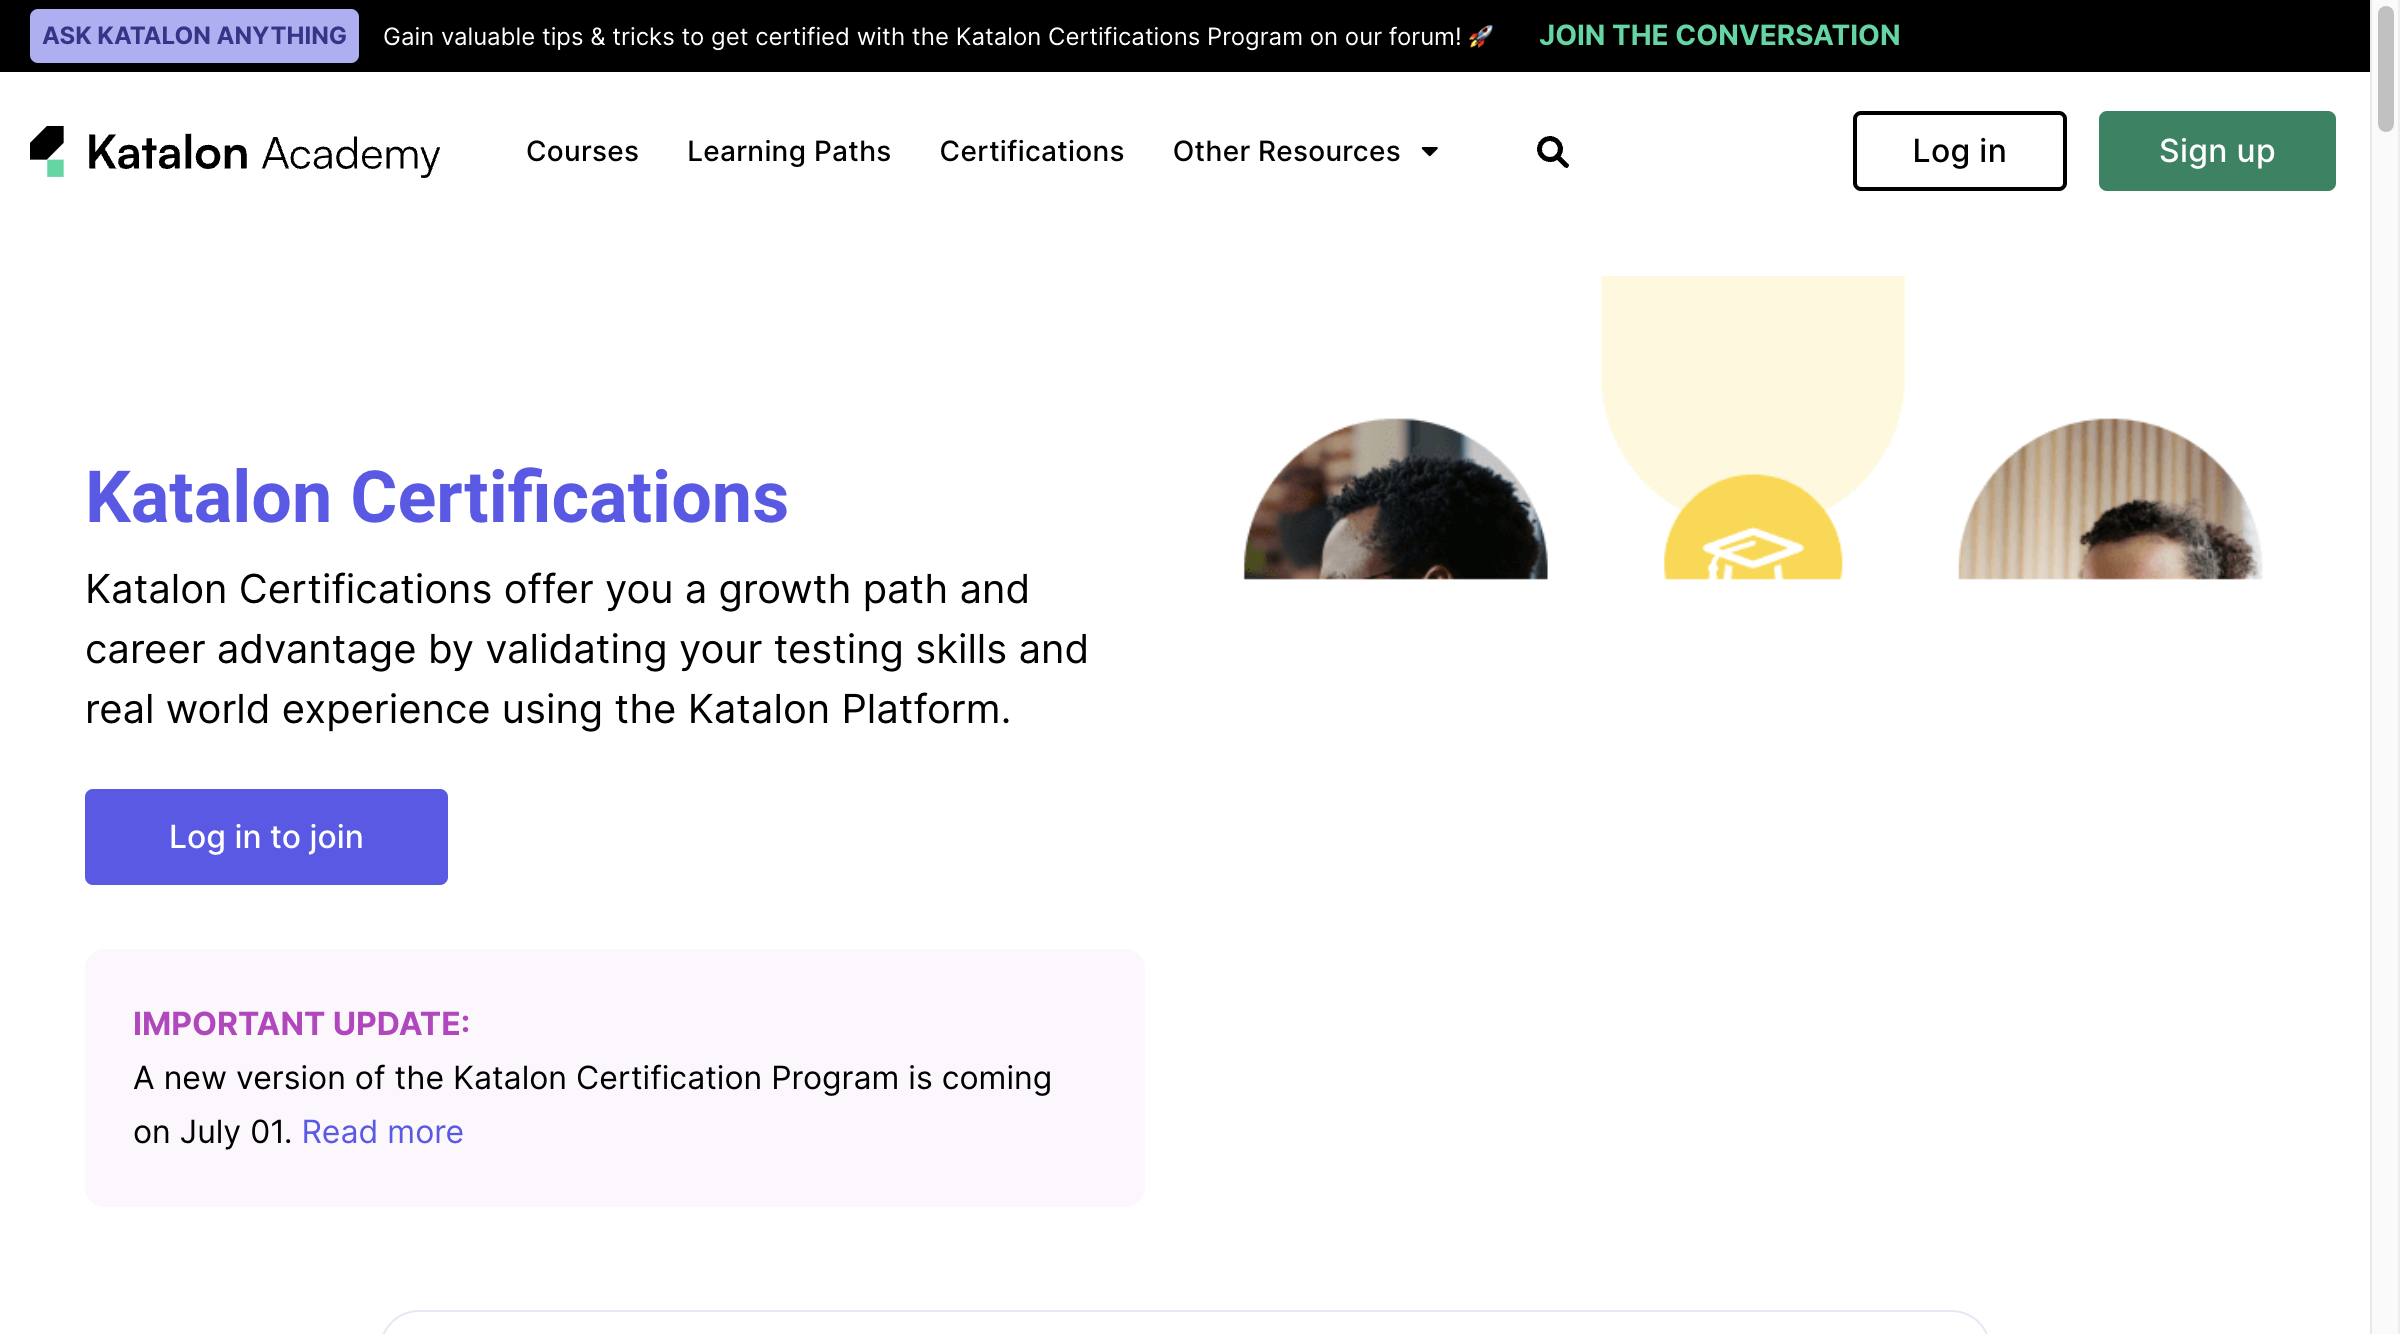 ASK KATALON ANYTHING Gain valuable tips & tricks to get certified with the Katalon Certifications Program on our forum! 🚀 JOIN THE CONVERSATION
Katalon Academy Courses Learning Paths Certifications Other Resources Log in Sign up
Katalon Certifications
Katalon Certifications offer you a growth path and
career advantage by validating your testing skills and
real world experience using the Katalon Platform.
Log in to join
IMPORTANT UPDATE:
A new version of the Katalon Certification Program is coming
on July 01. Read more